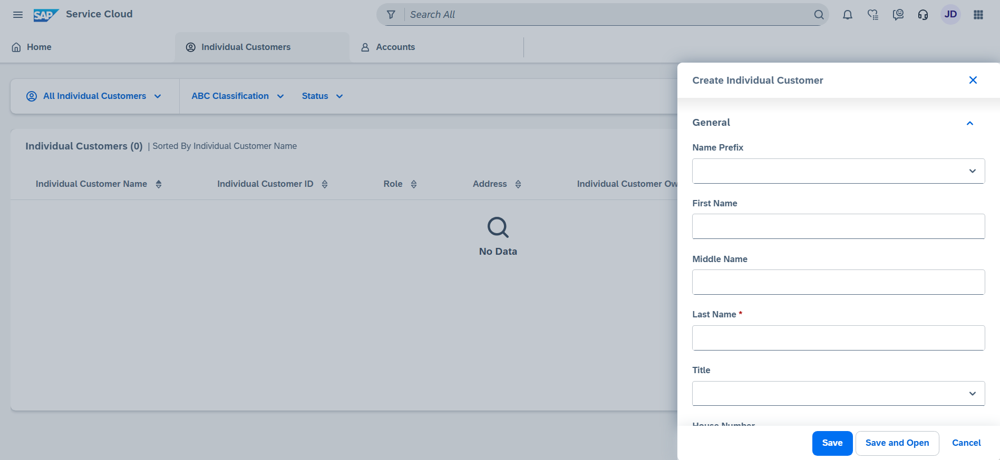 SAP Service Cloud
Search All
JD
Home
Individual Customers
Accounts
All Individual Customers
ABC Classification
Status
Individual Customers (0) | Sorted By Individual Customer Name
Individual Customer Name
Individual Customer ID
Role
Address
Individual Customer Ow
No Data
Create Individual Customer
General
Name Prefix
First Name
Middle Name
Last Name *
Title
House Number
Save
Save and Open
Cancel